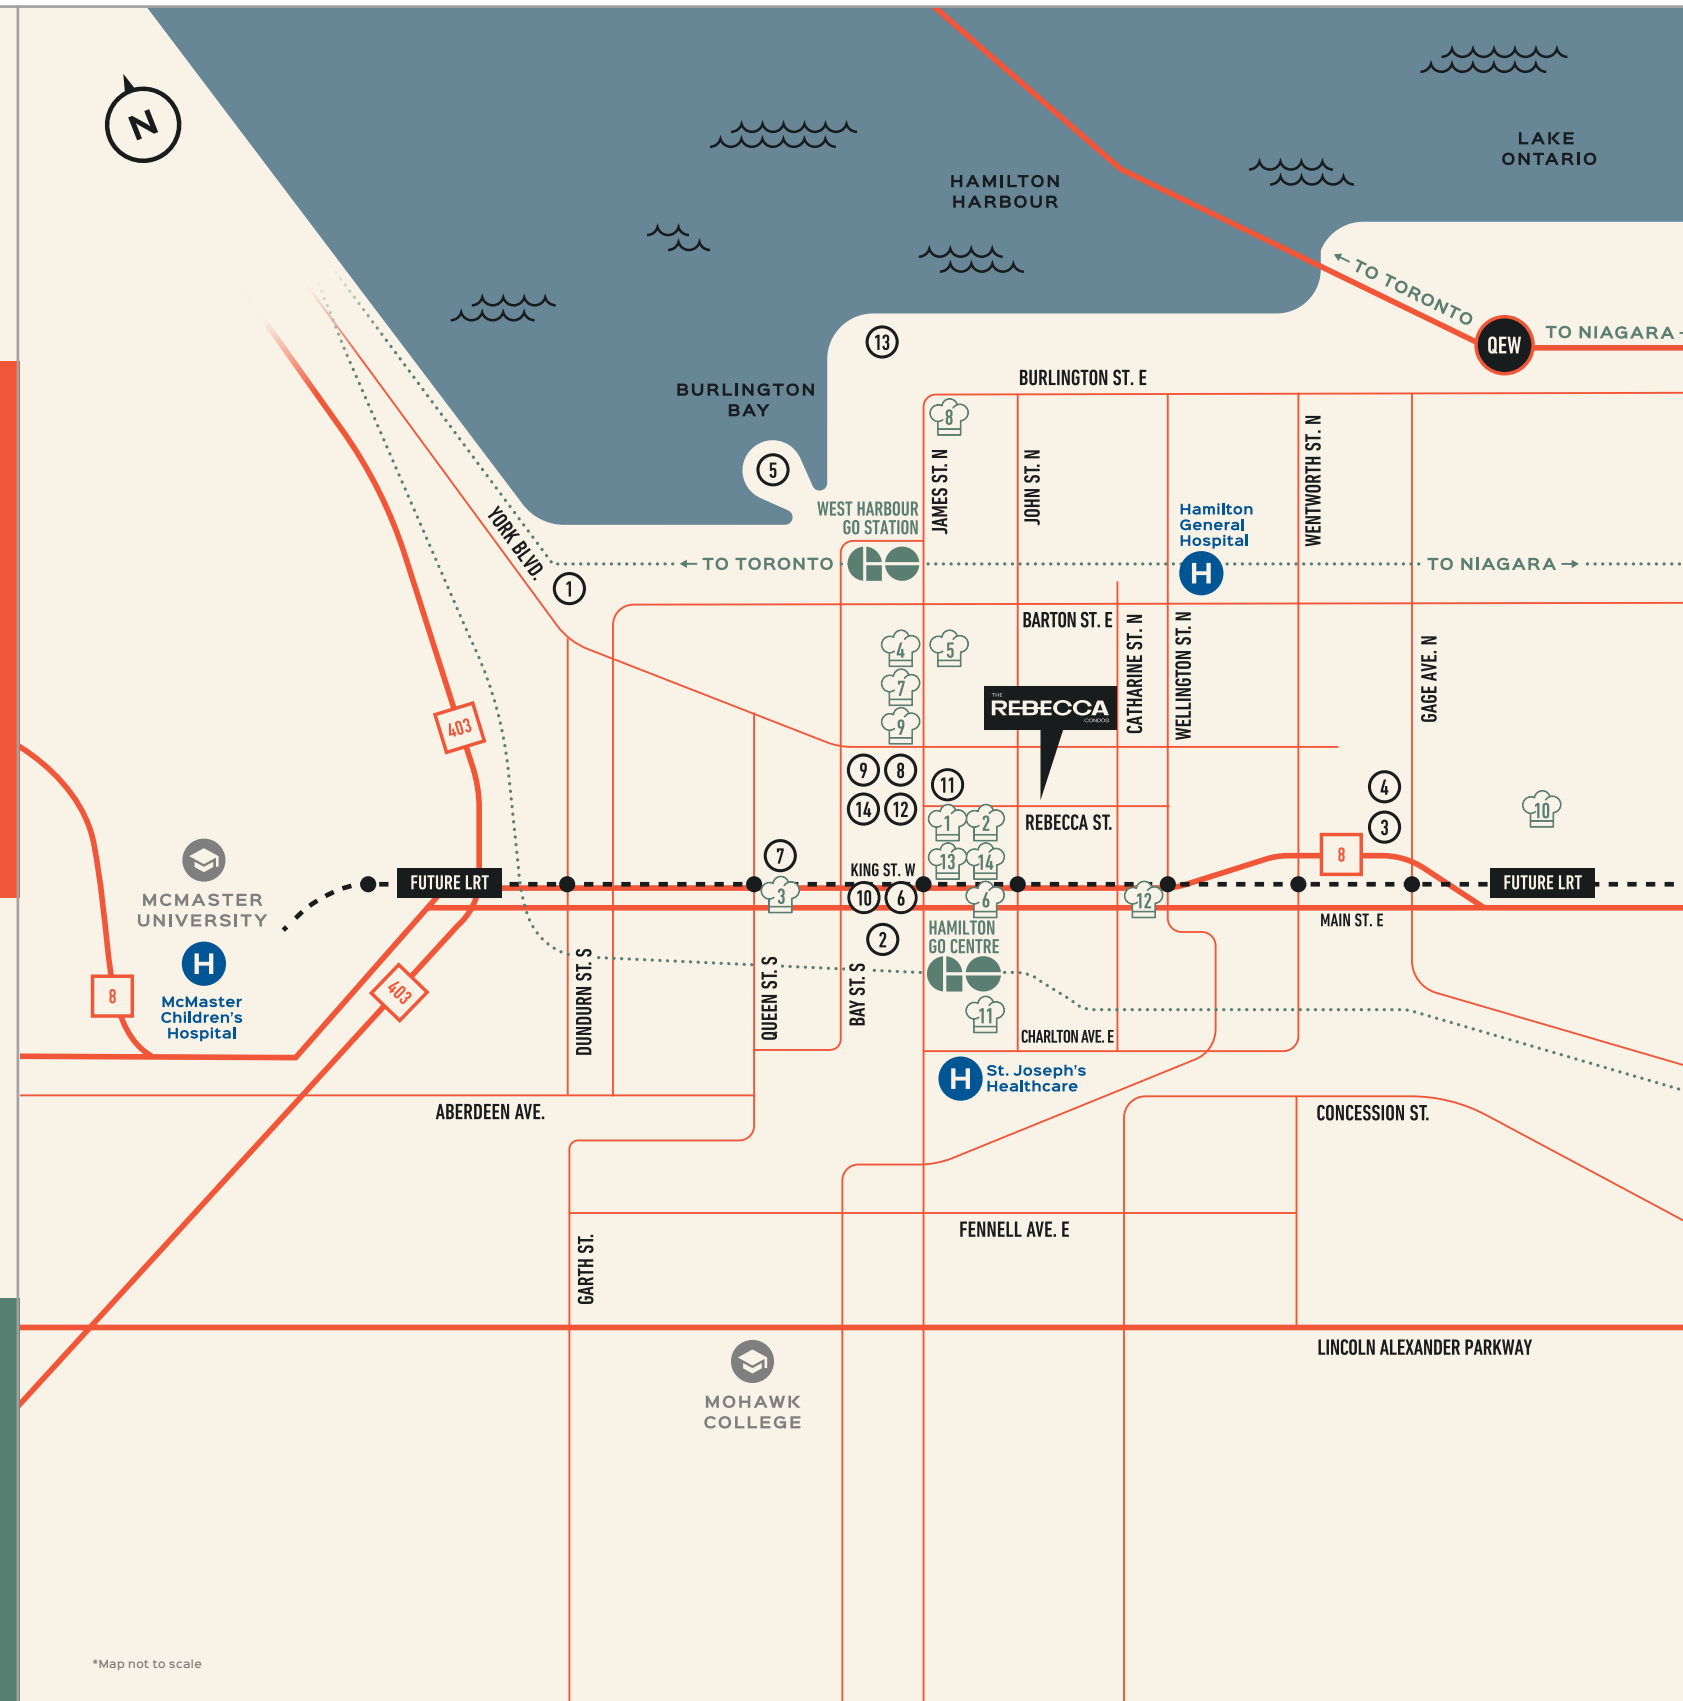 N
LAKE
ONTARIO
HAMILTON
HARBOUR
← TO TORONTO
QEW
TO NIAGARA
13
BURLINGTON ST. E
BURLINGTON
BAY
8
5
JAMES ST. N
JOHN ST. N
WENTWORTH ST. N
WEST HARBOUR
GO STATION
Hamilton
General
Hospital
H
YORK BLVD.
← TO TORONTO
GO
TO NIAGARA →
1
BARTON ST. E
CATHARINE ST. N
WELLINGTON ST. N
GAGE AVE. N
4
5
7
9
THE
REBECCA
CONDOS
403
9
8
11
14
12
4
3
10
1
2
REBECCA ST.
13
14
7
3
8
KING ST. W
MCMASTER
UNIVERSITY
FUTURE LRT
FUTURE LRT
10
6
6
12
MAIN ST. E
2
HAMILTON
GO CENTRE
GO
H
McMaster
Children's
Hospital
8
403
DUNDURN ST. S
QUEEN ST. S
BAY ST. S
11
CHARLTON AVE. E
H
St. Joseph's
Healthcare
ABERDEEN AVE.
CONCESSION ST.
FENNELL AVE. E
GARTH ST.
LINCOLN ALEXANDER PARKWAY
MOHAWK
COLLEGE
*Map not to scale